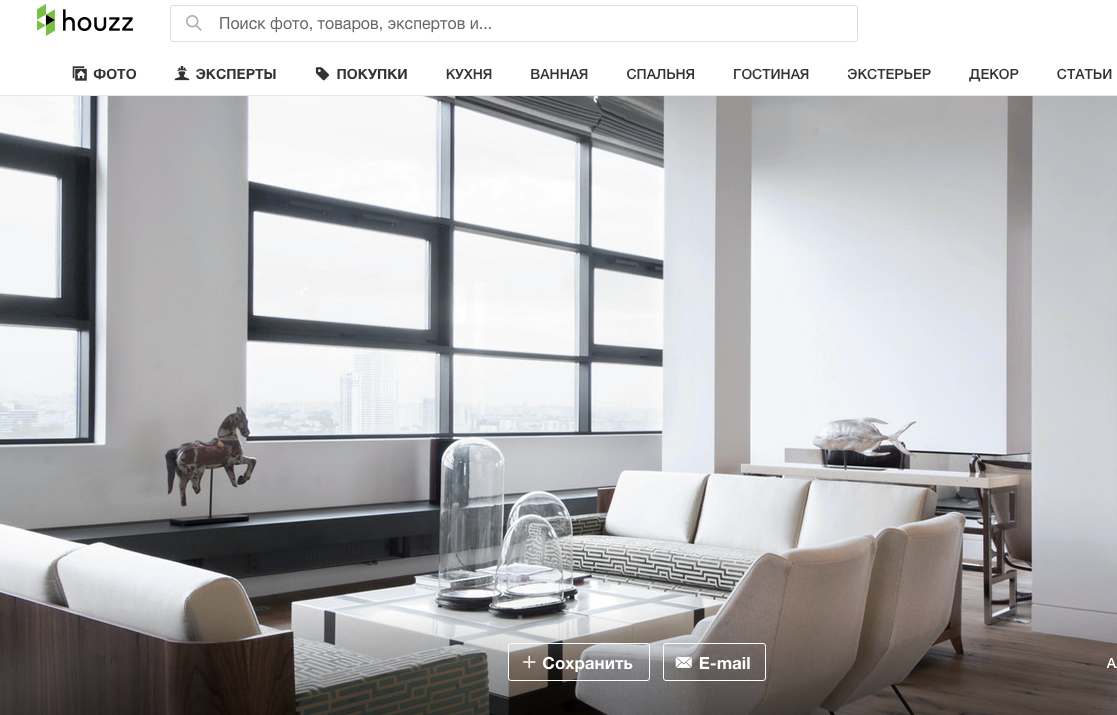 houzz
Поиск фото, товаров, экспертов и...
ФОТО ЭКСПЕРТЫ ПОКУПКИ КУХНЯ ВАННАЯ СПАЛЬНЯ ГОСТИНАЯ ЭКСТЕРЬЕР ДЕКОР СТАТЬИ
+ Сохранить E-mail